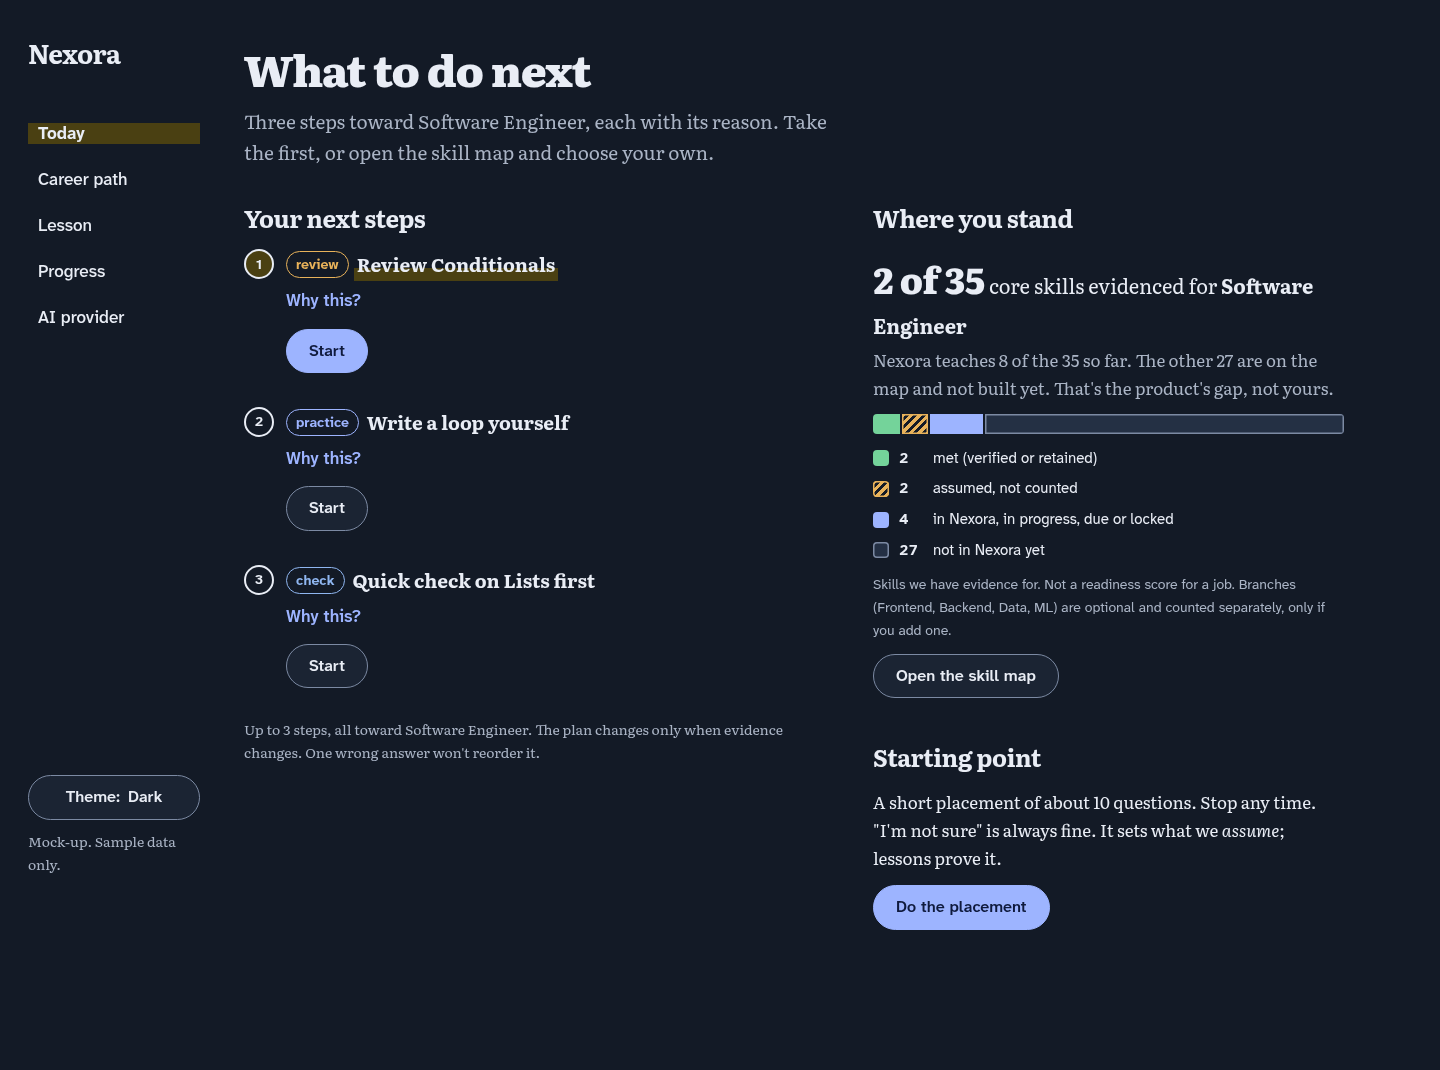 Nexora
Today
Career path
Lesson
Progress
AI provider
Theme: Dark
Mock-up. Sample data
only.
What to do next
Three steps toward Software Engineer, each with its reason. Take
the first, or open the skill map and choose your own.
Your next steps
1 review Review Conditionals
Why this?
Start
2 practice Write a loop yourself
Why this?
Start
3 check Quick check on Lists first
Why this?
Start
Up to 3 steps, all toward Software Engineer. The plan changes only when evidence
changes. One wrong answer won't reorder it.
Where you stand
2 of 35 core skills evidenced for Software
Engineer
Nexora teaches 8 of the 35 so far. The other 27 are on the
map and not built yet. That's the product's gap, not yours.
2 met (verified or retained)
2 assumed, not counted
4 in Nexora, in progress, due or locked
27 not in Nexora yet
Skills we have evidence for. Not a readiness score for a job. Branches
(Frontend, Backend, Data, ML) are optional and counted separately, only if
you add one.
Open the skill map
Starting point
A short placement of about 10 questions. Stop any time.
"I'm not sure" is always fine. It sets what we assume;
lessons prove it.
Do the placement